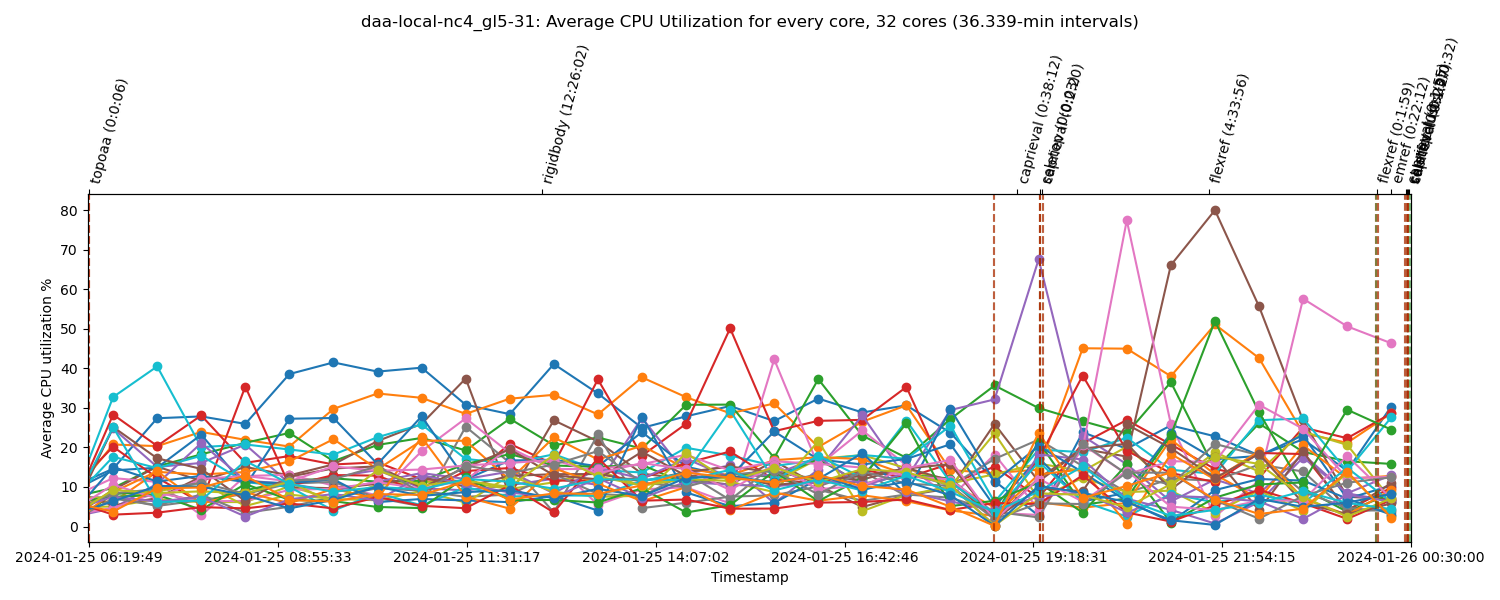 daa-local-nc4_gl5-31: Average CPU Utilization for every core, 32 cores (36.339-min intervals)
topoaa (0:0:06)
rigidbody (12:26:02)
caprieval (0:38:12)
flexref (4:33:56)
flexref (0:1:59)
emref (0:22:12)
Average CPU utilization %
80
70
60
50
40
30
20
10
0
2024-01-25 06:19:49
2024-01-25 08:55:33
2024-01-25 11:31:17
2024-01-25 14:07:02
2024-01-25 16:42:46
2024-01-25 19:18:31
2024-01-25 21:54:15
2024-01-26 00:30:00
Timestamp